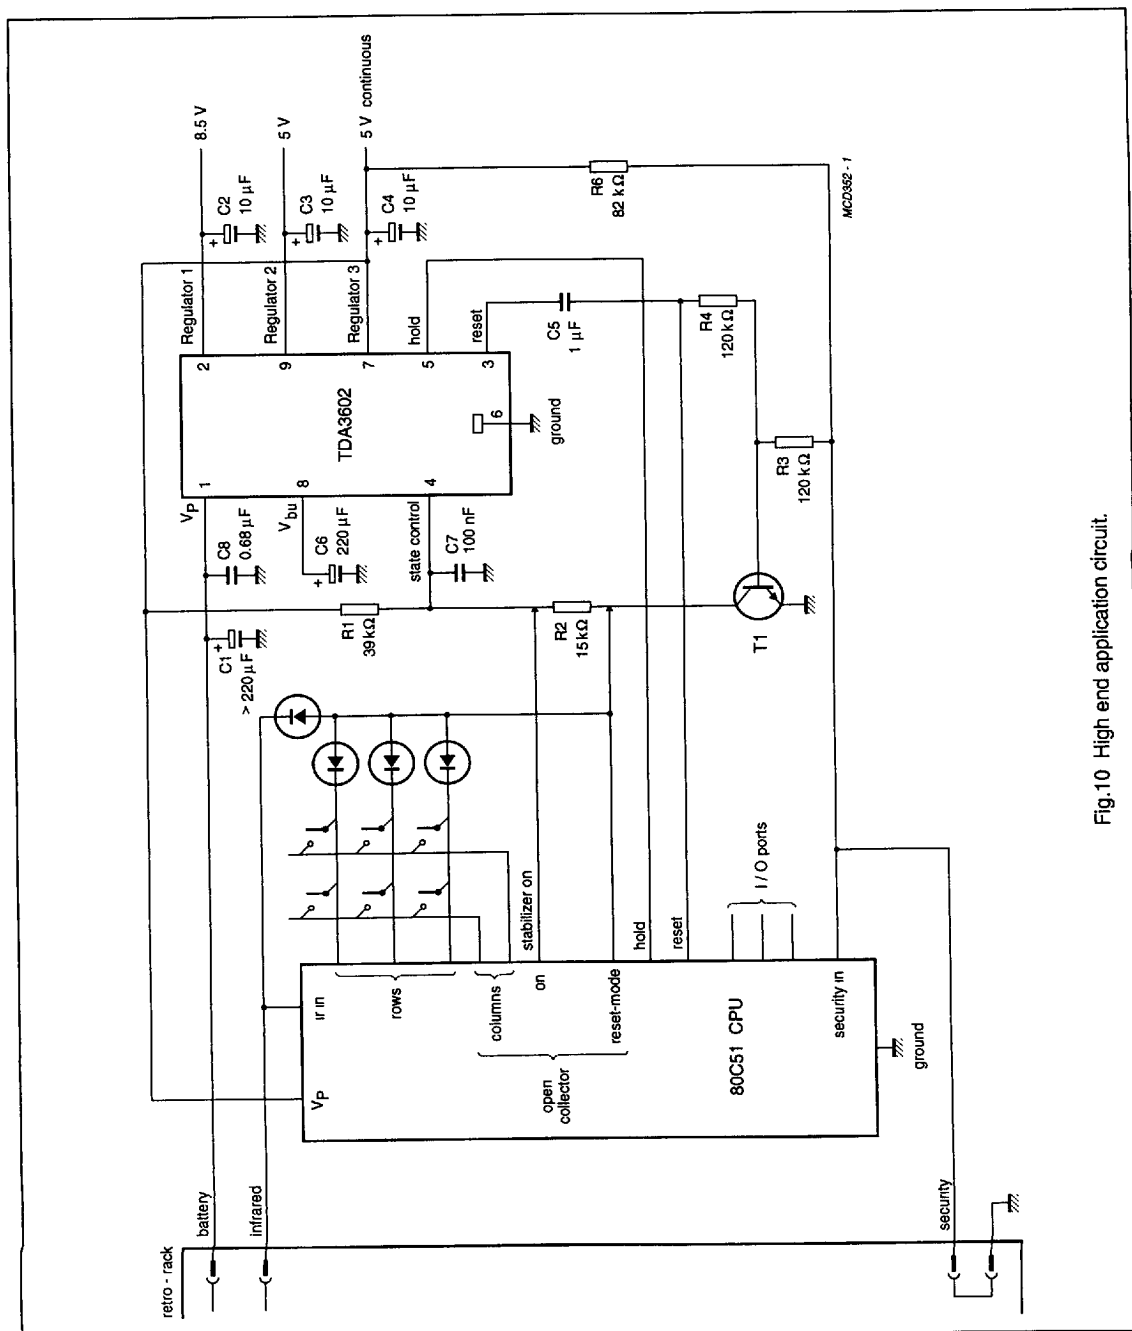 retro - rack
battery
infrared
security
VP
ir in
rows
columns
open
collector
on
reset-mode
80C51 CPU
security in
ground
stabilizer on
hold
reset
I / O ports
C1
> 220 µF
+
C8
0.68 µF
C6
220 µF
+
C7
100 nF
R1
39 kΩ
R2
15 kΩ
T1
VP
Vbu
state control
1
8
4
TDA3602
2
9
7
5
3
6
ground
Regulator 1
Regulator 2
Regulator 3
hold
reset
+
C2
10 µF
+
C3
10 µF
+
C4
10 µF
8.5 V
5 V
5 V continuous
C5
1 µF
R4
120 kΩ
R3
120 kΩ
R6
82 kΩ
MCD352 - 1
Fig.10 High end application circuit.